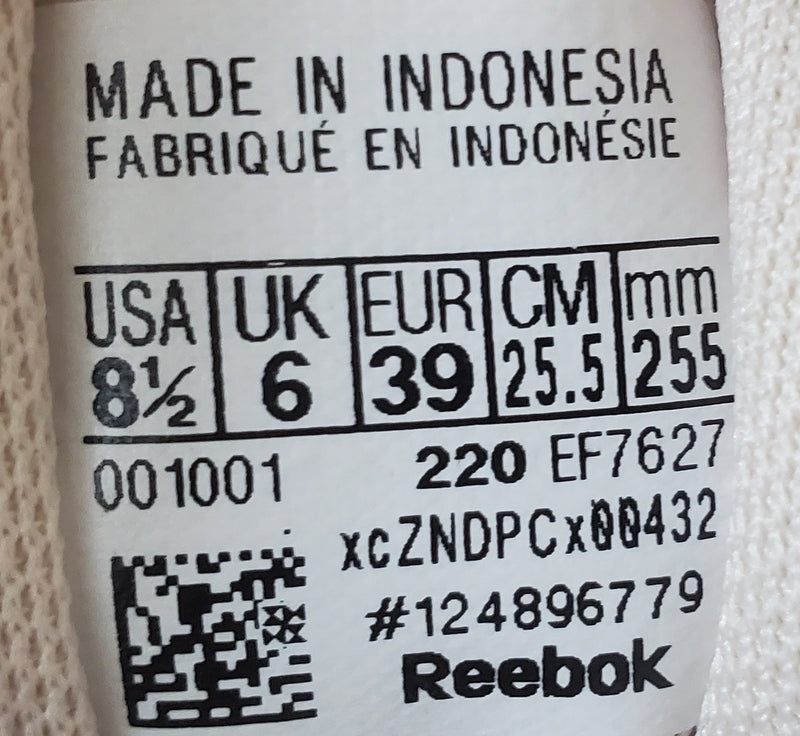 MADE IN INDONESIA
FABRIQUÉ EN INDONÉSIE
USA UK EUR CM mm
8½ 6 39 25.5 255
001001 220 EF7627
xcZNDPCx00432
#124896779
Reebok